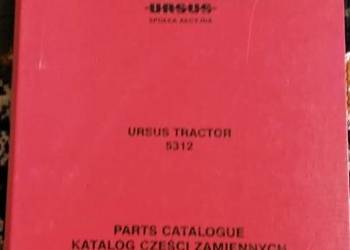 URSUS
SPÓŁKA AKCYJNA
URSUS TRACTOR
5312
PARTS CATALOGUE
KATALOG CZĘŚCI ZAMIENNYCH